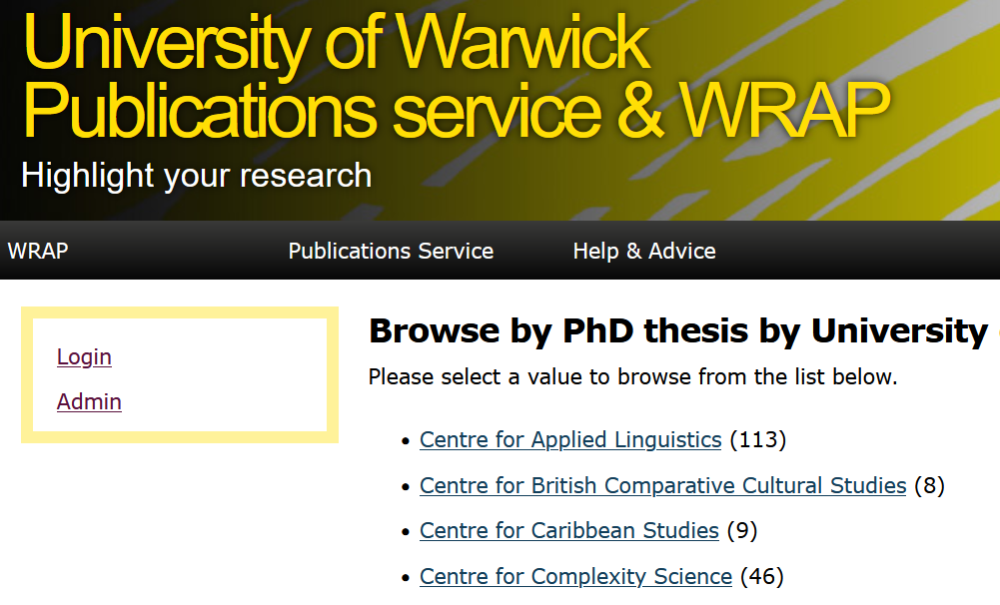 University of Warwick
Publications service & WRAP
Highlight your research
WRAP Publications Service Help & Advice
Login
Admin
Browse by PhD thesis by University
Please select a value to browse from the list below.
• Centre for Applied Linguistics (113)
• Centre for British Comparative Cultural Studies (8)
• Centre for Caribbean Studies (9)
• Centre for Complexity Science (46)